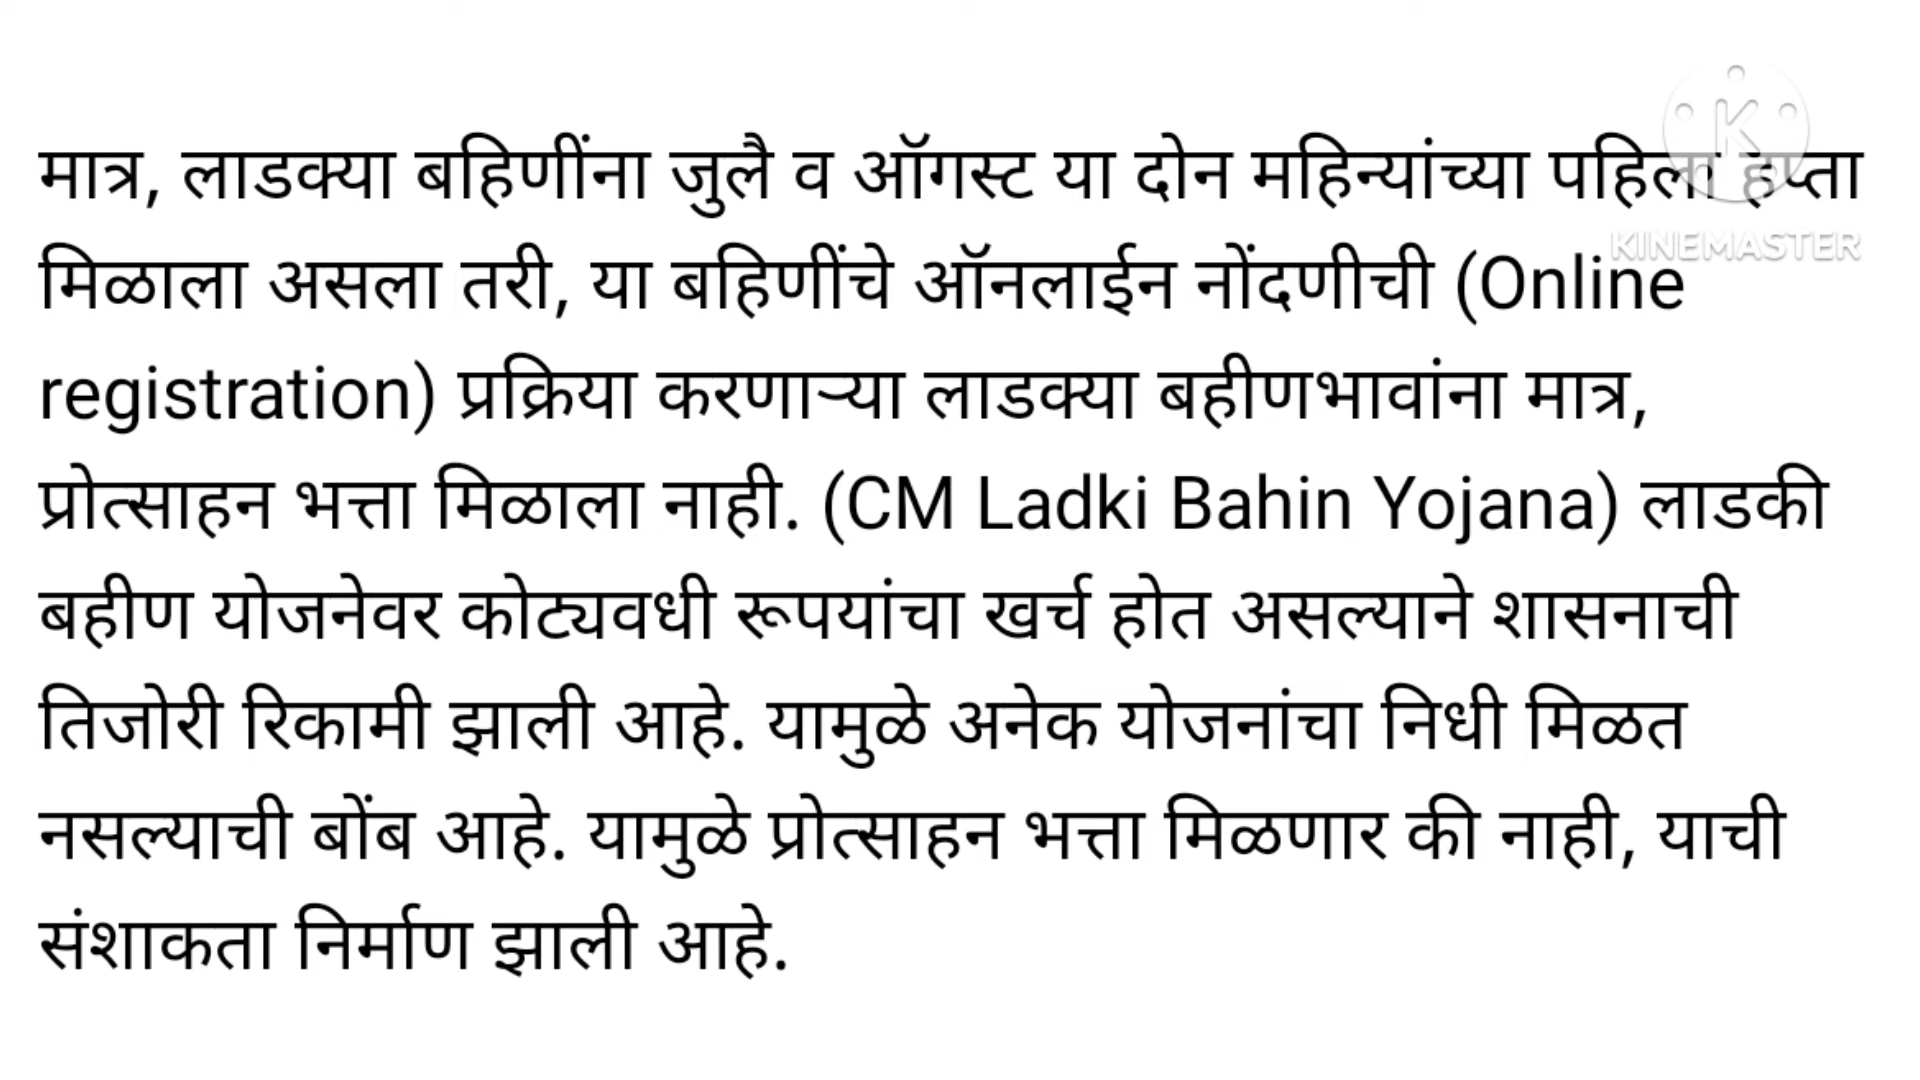 मात्र, लाडक्या बहिणींना जुलै व ऑगस्ट या दोन महिन्यांच्या पहिला हप्ता
KINEMASTER
मिळाला असला तरी, या बहिणींचे ऑनलाईन नोंदणीची (Online
registration) प्रक्रिया करणाऱ्या लाडक्या बहीणभावांना मात्र,
प्रोत्साहन भत्ता मिळाला नाही. (CM Ladki Bahin Yojana) लाडकी
बहीण योजनेवर कोट्यवधी रूपयांचा खर्च होत असल्याने शासनाची
तिजोरी रिकामी झाली आहे. यामुळे अनेक योजनांचा निधी मिळत
नसल्याची बोंब आहे. यामुळे प्रोत्साहन भत्ता मिळणार की नाही, याची
संशाकता निर्माण झाली आहे.